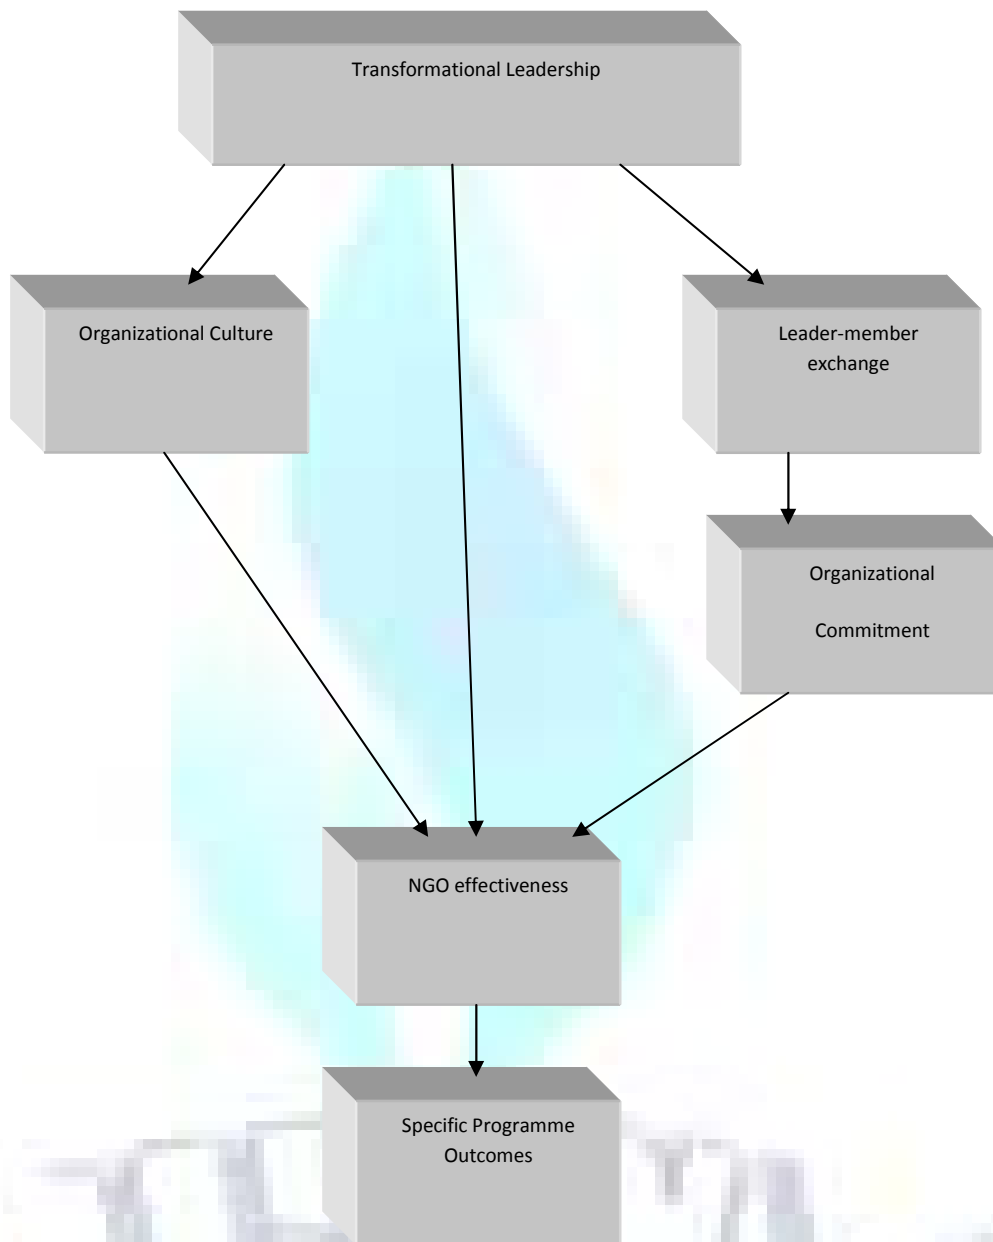 Transformational Leadership
Organizational Culture
Leader-member
exchange
Organizational
Commitment
NGO effectiveness
Specific Programme
Outcomes